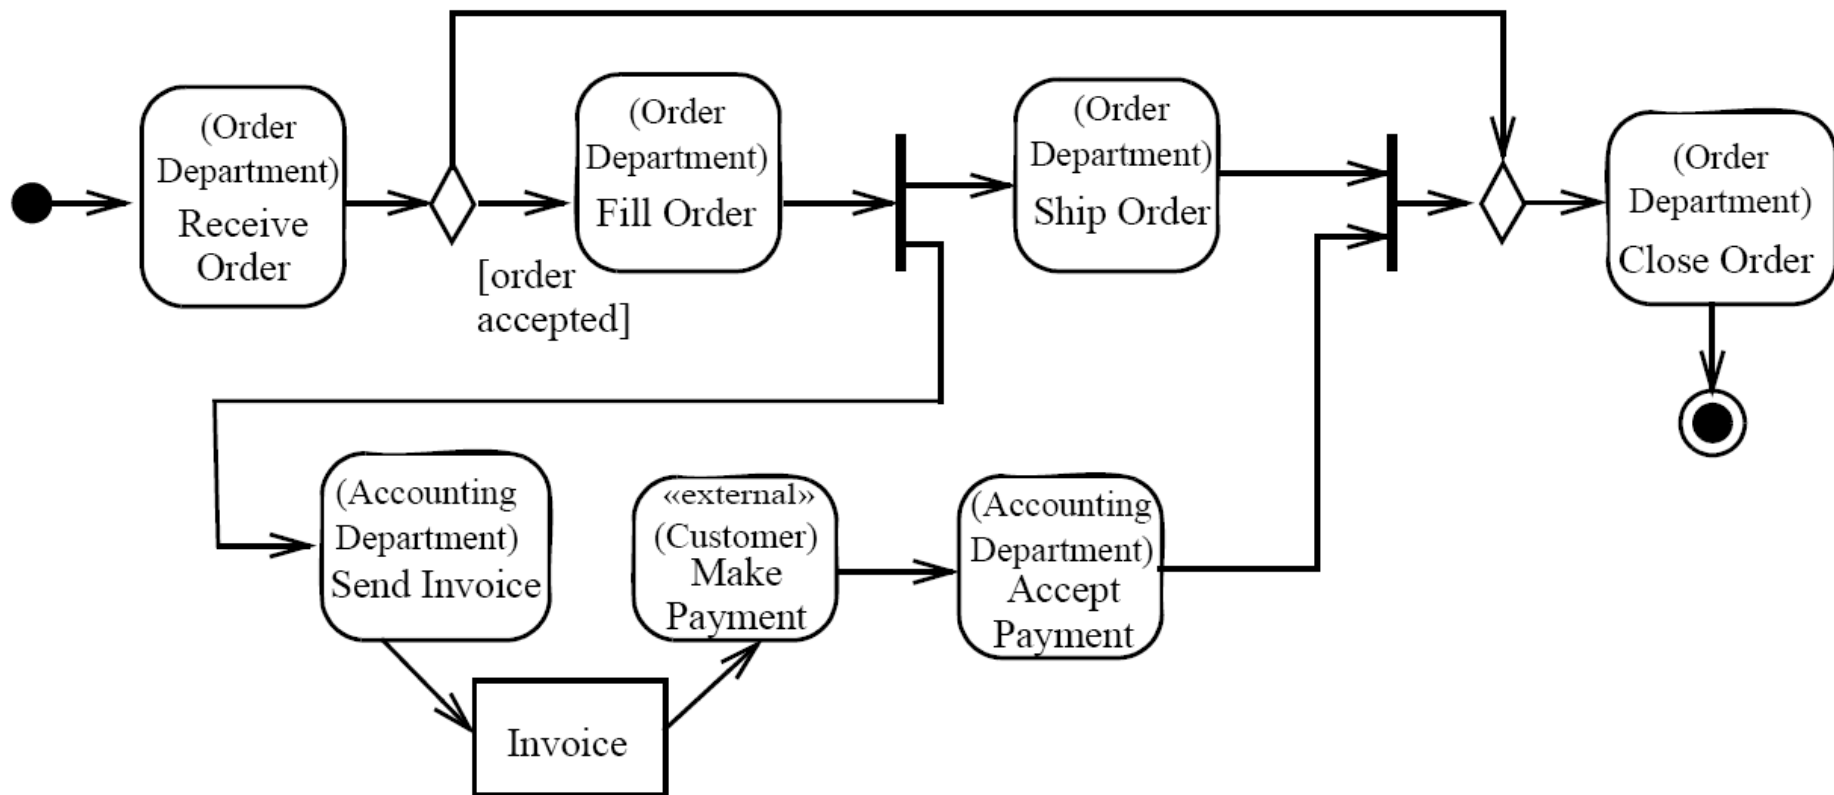 (Order
Department)
Receive
Order
[order
accepted]
(Order
Department)
Fill Order
(Order
Department)
Ship Order
(Order
Department)
Close Order
(Accounting
Department)
Send Invoice
Invoice
«external»
(Customer)
Make
Payment
(Accounting
Department)
Accept
Payment